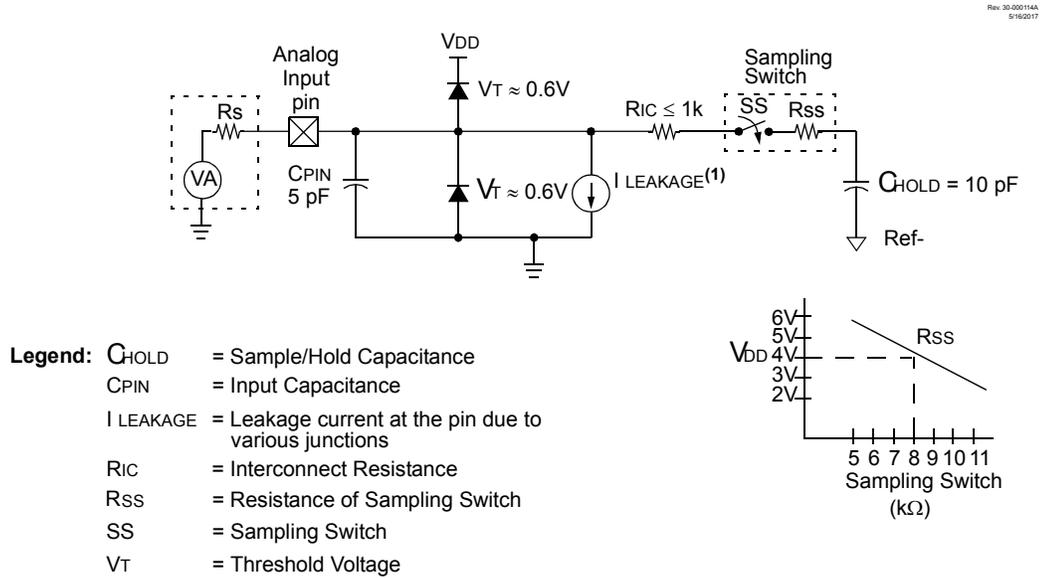 Rev. 30-000114A
5/16/2017
VDD
Analog
Input
pin
VT ≈ 0.6V
Sampling
Switch
Rs
RIC ≤ 1k
SS
Rss
VA
CPIN
5 pF
VT ≈ 0.6V
I LEAKAGE(1)
CHOLD = 10 pF
Ref-
6V
5V
VDD 4V
3V
2V
RSS
5 6 7 8 9 10 11
Sampling Switch
(kΩ)
Legend: CHOLD = Sample/Hold Capacitance
CPIN = Input Capacitance
I LEAKAGE = Leakage current at the pin due to
various junctions
RIC = Interconnect Resistance
RSS = Resistance of Sampling Switch
SS = Sampling Switch
VT = Threshold Voltage